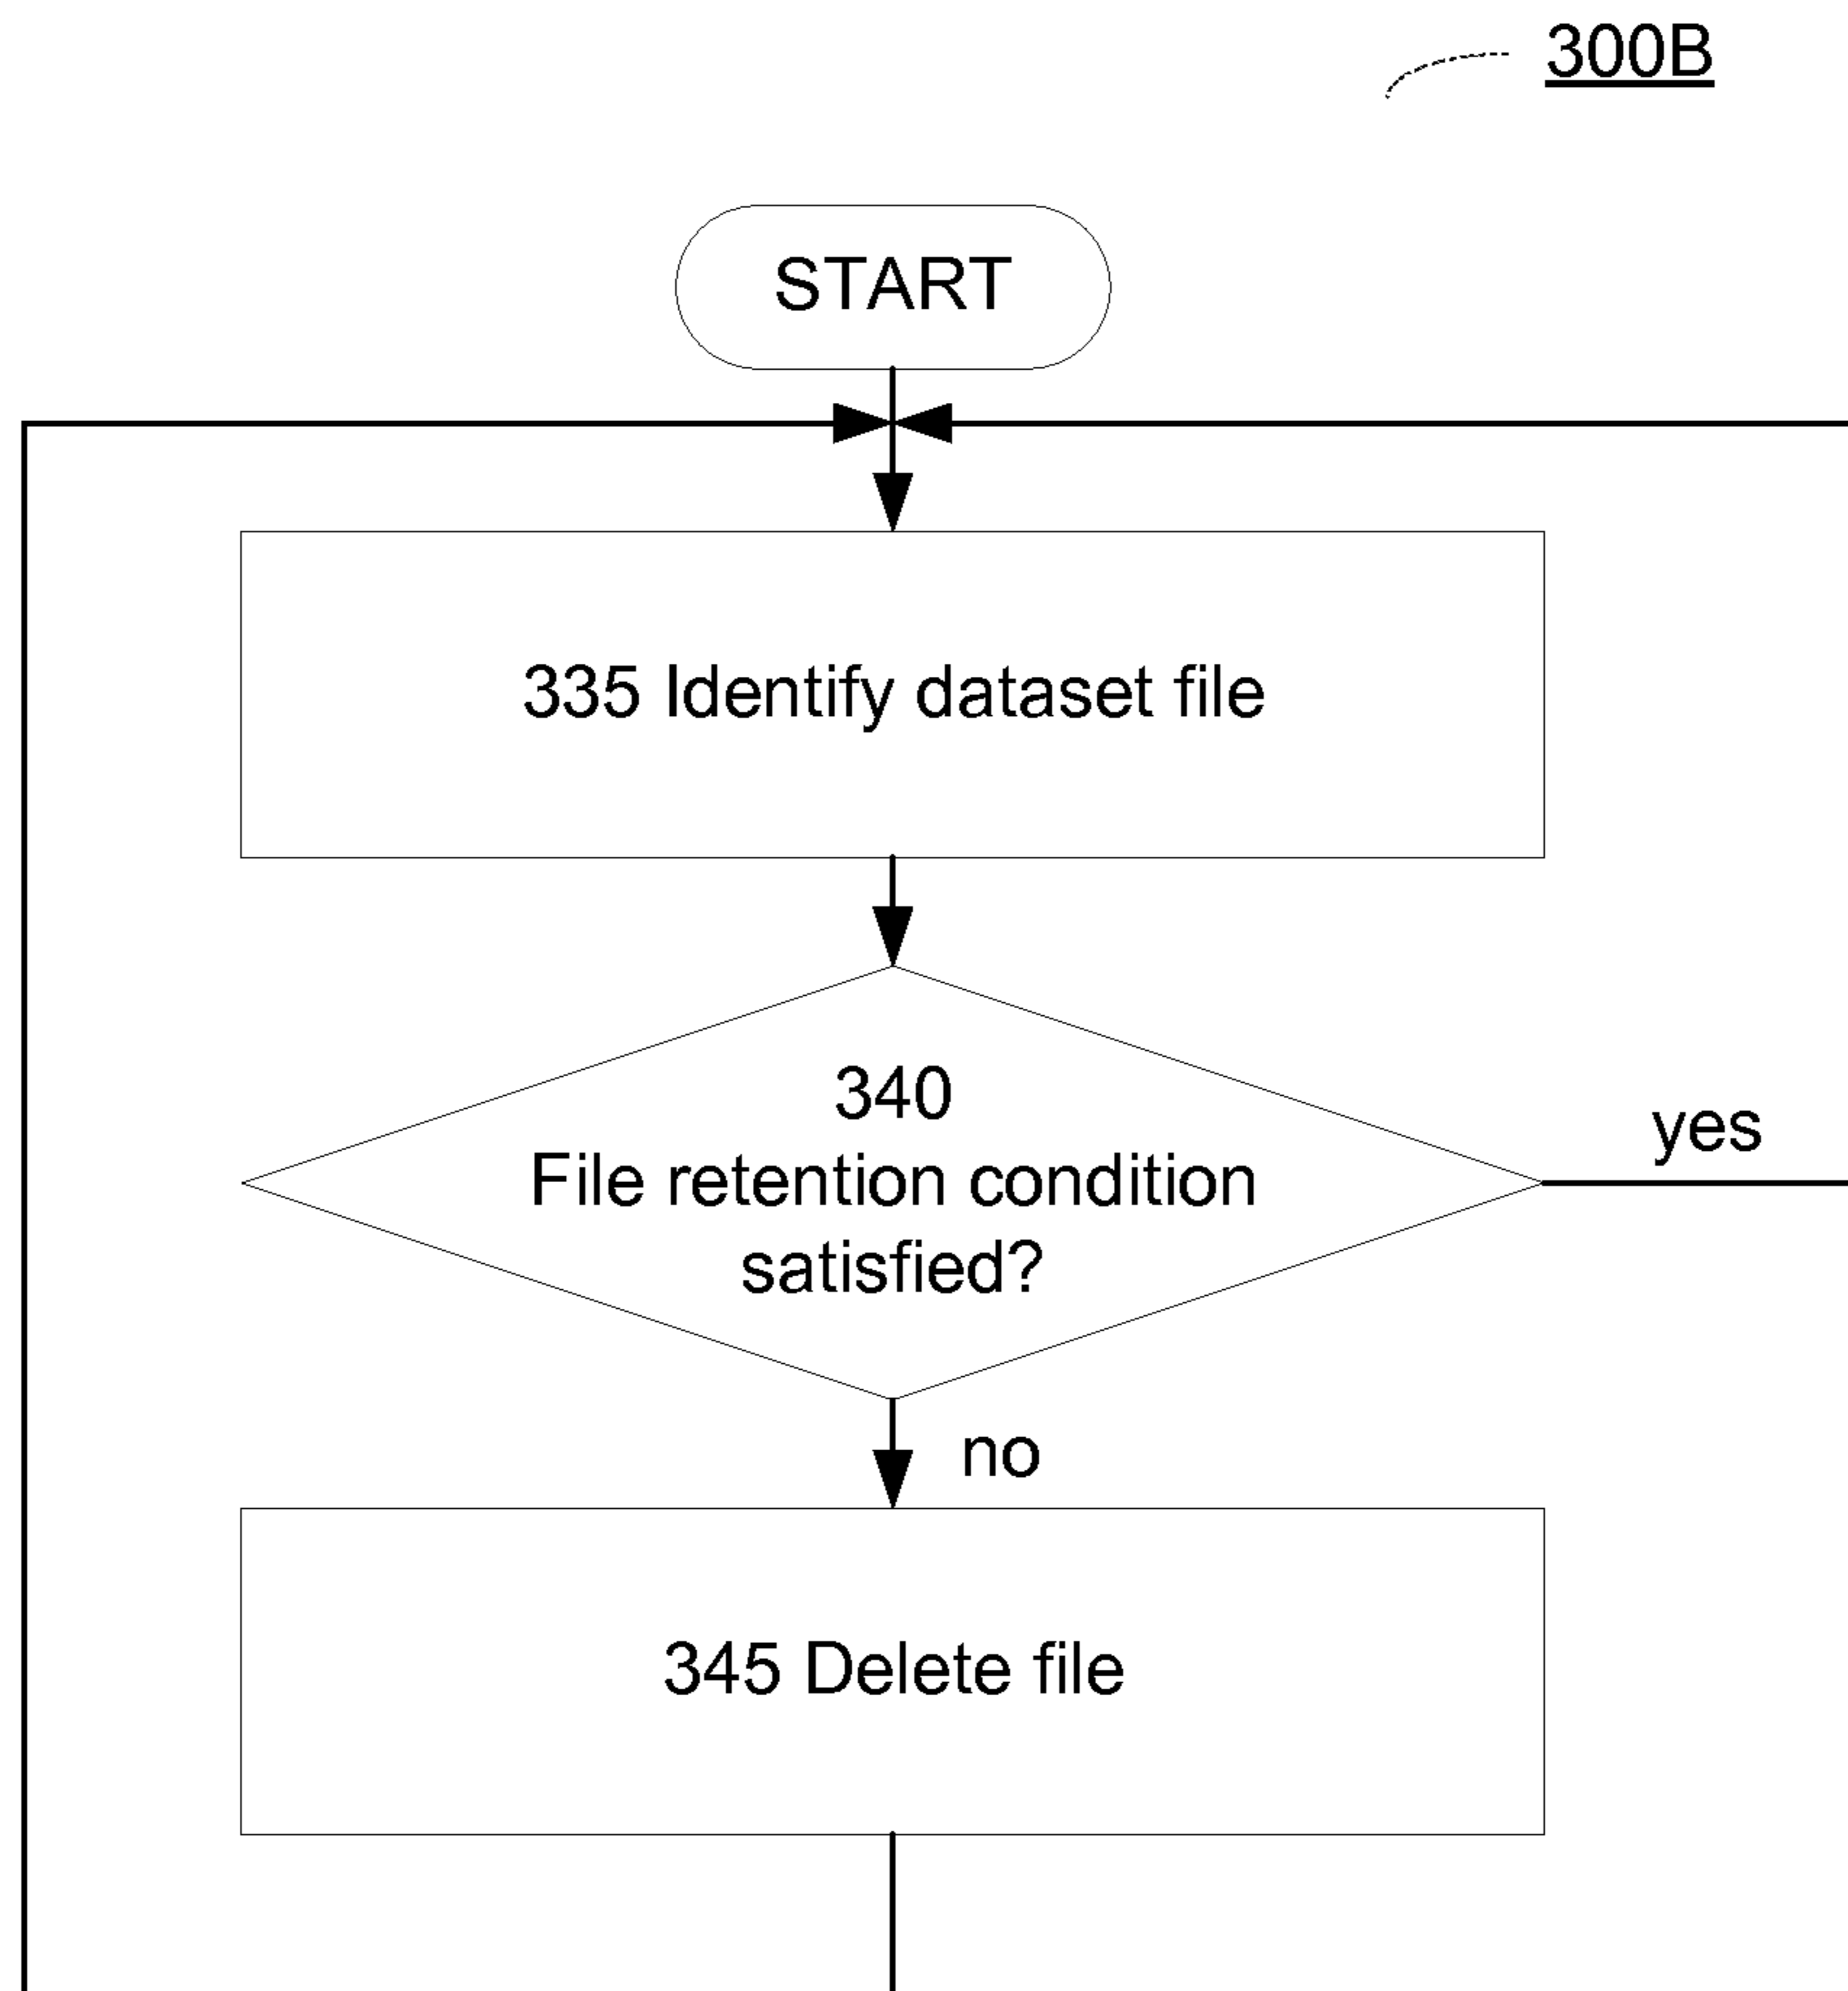 300B
START
335 Identify dataset file
340
File retention condition
satisfied?
yes
no
345 Delete file